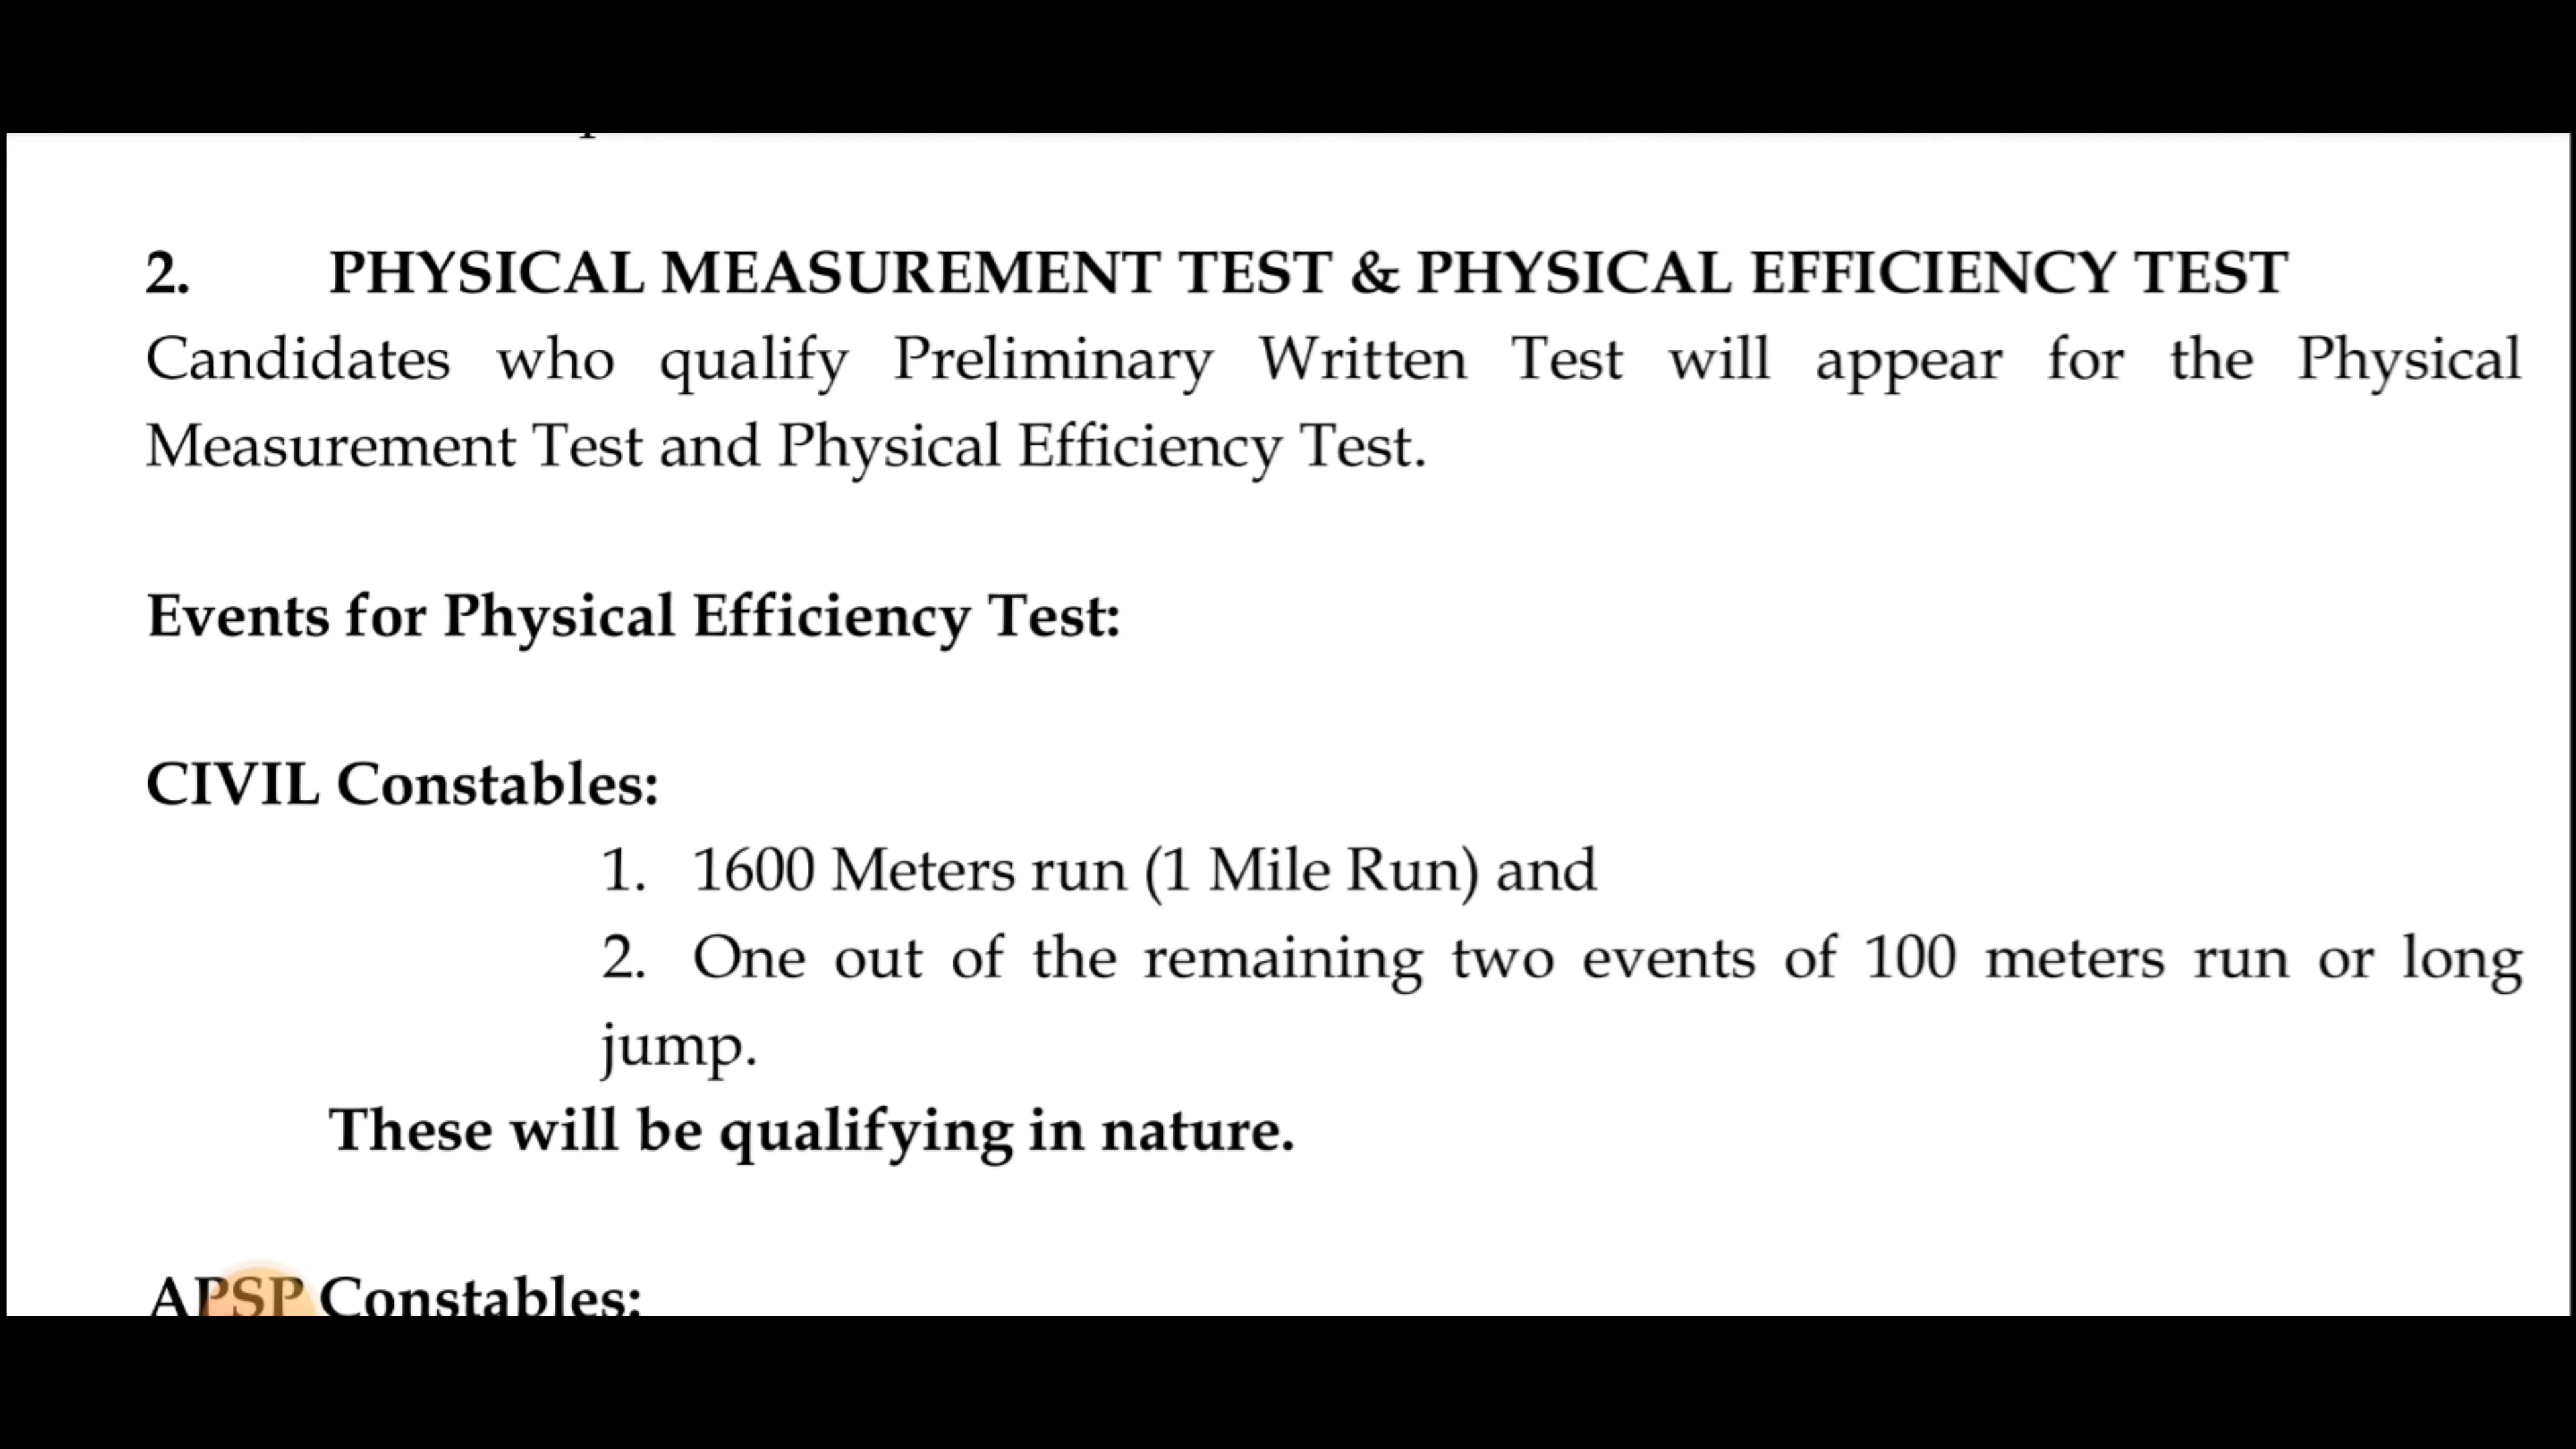 2. PHYSICAL MEASUREMENT TEST & PHYSICAL EFFICIENCY TEST
Candidates who qualify Preliminary Written Test will appear for the Physical
Measurement Test and Physical Efficiency Test.
Events for Physical Efficiency Test:
CIVIL Constables:
1. 1600 Meters run (1 Mile Run) and
2. One out of the remaining two events of 100 meters run or long
jump.
These will be qualifying in nature.
APSP Constables: